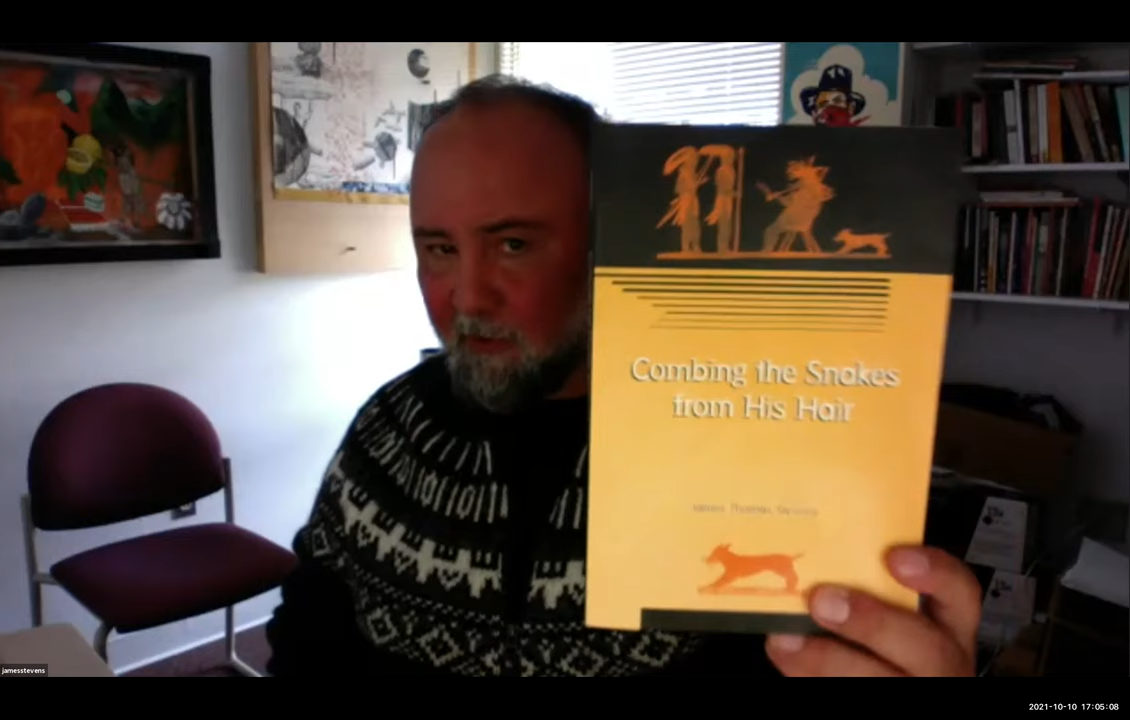 Combing the Snakes
from His Hair
James Thomas Stevens
jamesstevens
2021-10-10 17:05:08